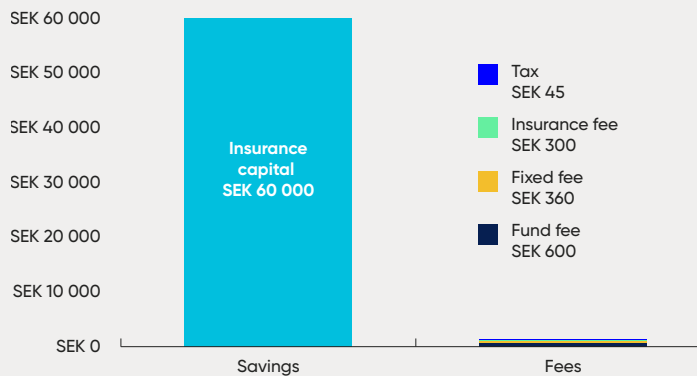 SEK 60 000
SEK 50 000
SEK 40 000
SEK 30 000
SEK 20 000
SEK 10 000
SEK 0
Insurance
capital
SEK 60 000
Tax
SEK 45
Insurance fee
SEK 300
Fixed fee
SEK 360
Fund fee
SEK 600
Savings
Fees